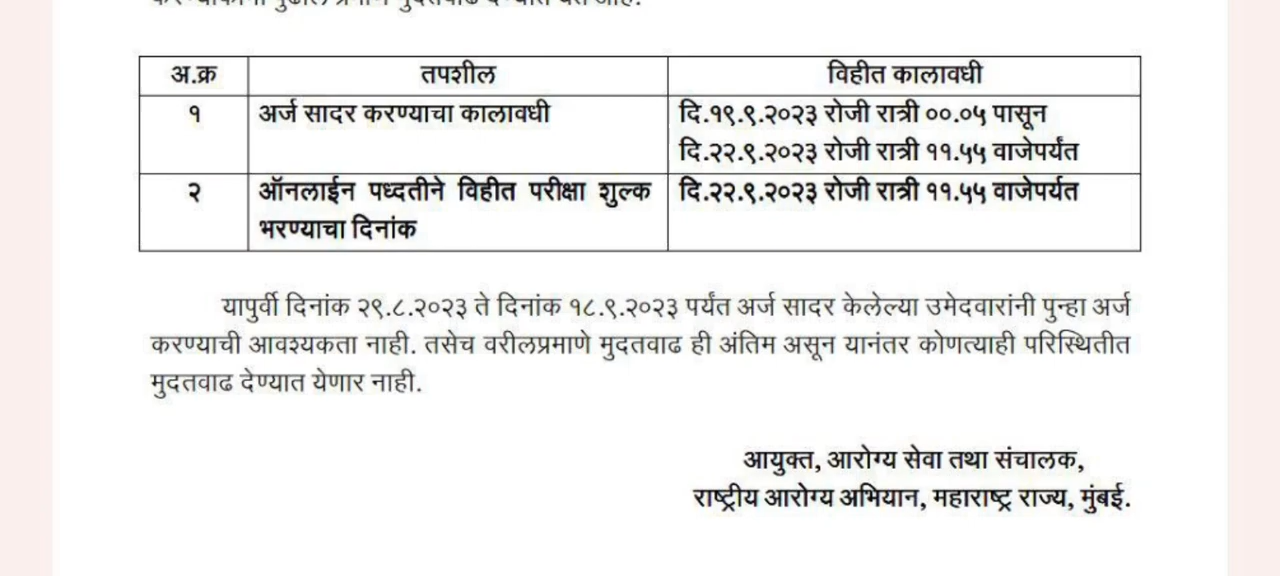 अ.क्र तपशील विहीत कालावधी
१ अर्ज सादर करण्याचा कालावधी दि.१९.९.२०२३ रोजी रात्री ००.०५ पासून
दि.२२.९.२०२३ रोजी रात्री ११.५५ वाजेपर्यंत
२ ऑनलाईन पध्दतीने विहीत परीक्षा शुल्क दि.२२.९.२०२३ रोजी रात्री ११.५५ वाजेपर्यत
भरण्याचा दिनांक
यापुर्वी दिनांक २९.८.२०२३ ते दिनांक १८.९.२०२३ पर्यंत अर्ज सादर केलेल्या उमेदवारांनी पुन्हा अर्ज
करण्याची आवश्यकता नाही. तसेच वरीलप्रमाणे मुदतवाढ ही अंतिम असून यानंतर कोणत्याही परिस्थितीत
मुदतवाढ देण्यात येणार नाही.
आयुक्त, आरोग्य सेवा तथा संचालक,
राष्ट्रीय आरोग्य अभियान, महाराष्ट्र राज्य, मुंबई.